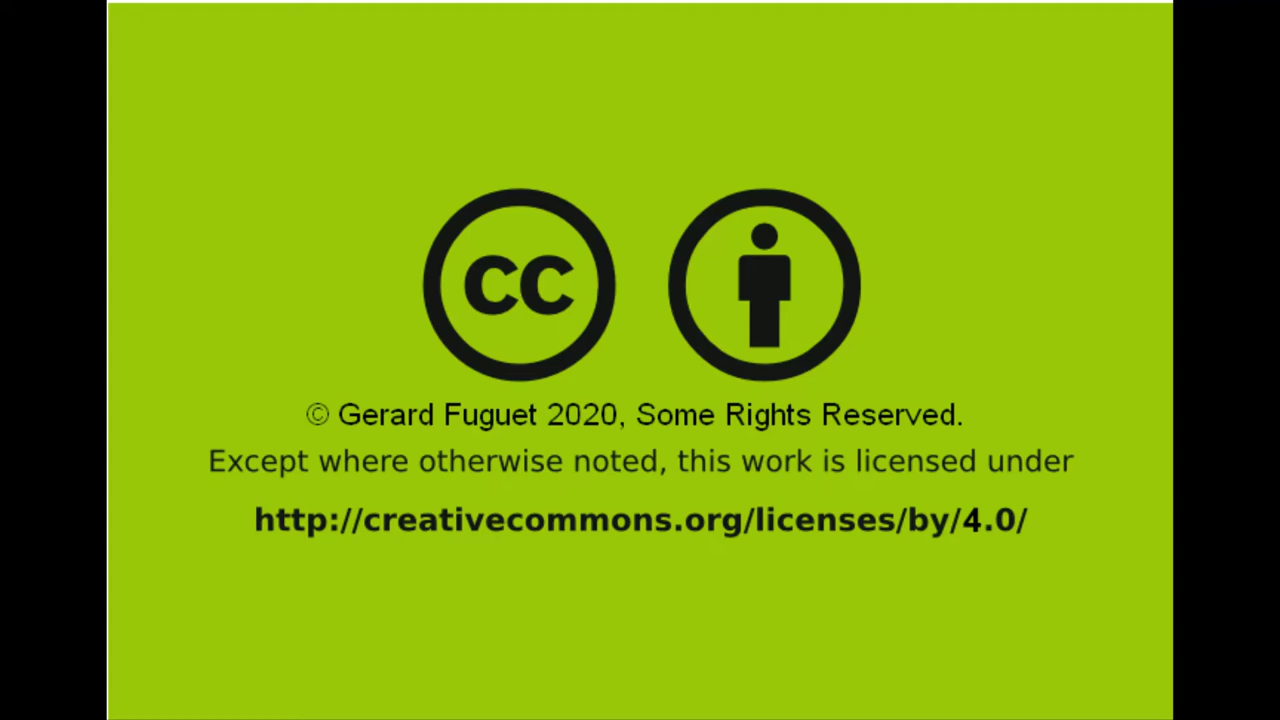 cc
© Gerard Fuguet 2020, Some Rights Reserved.
Except where otherwise noted, this work is licensed under
http://creativecommons.org/licenses/by/4.0/